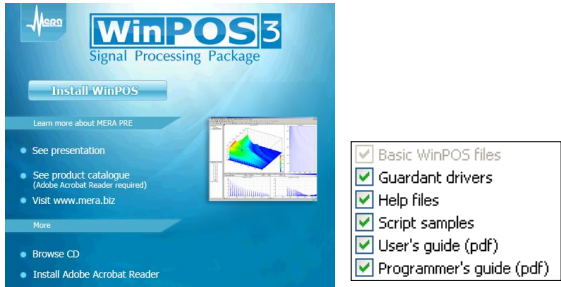 MERA
WinPOS 3
Signal Processing Package
Install WinPOS
Learn more about MERA PRE
See presentation
See product catalogue
(Adobe Acrobat Reader required)
Visit www.mera.biz
More
Browse CD
Install Adobe Acrobat Reader
Basic WinPOS files
Guardant drivers
Help files
Script samples
User's guide (pdf)
Programmer's guide (pdf)